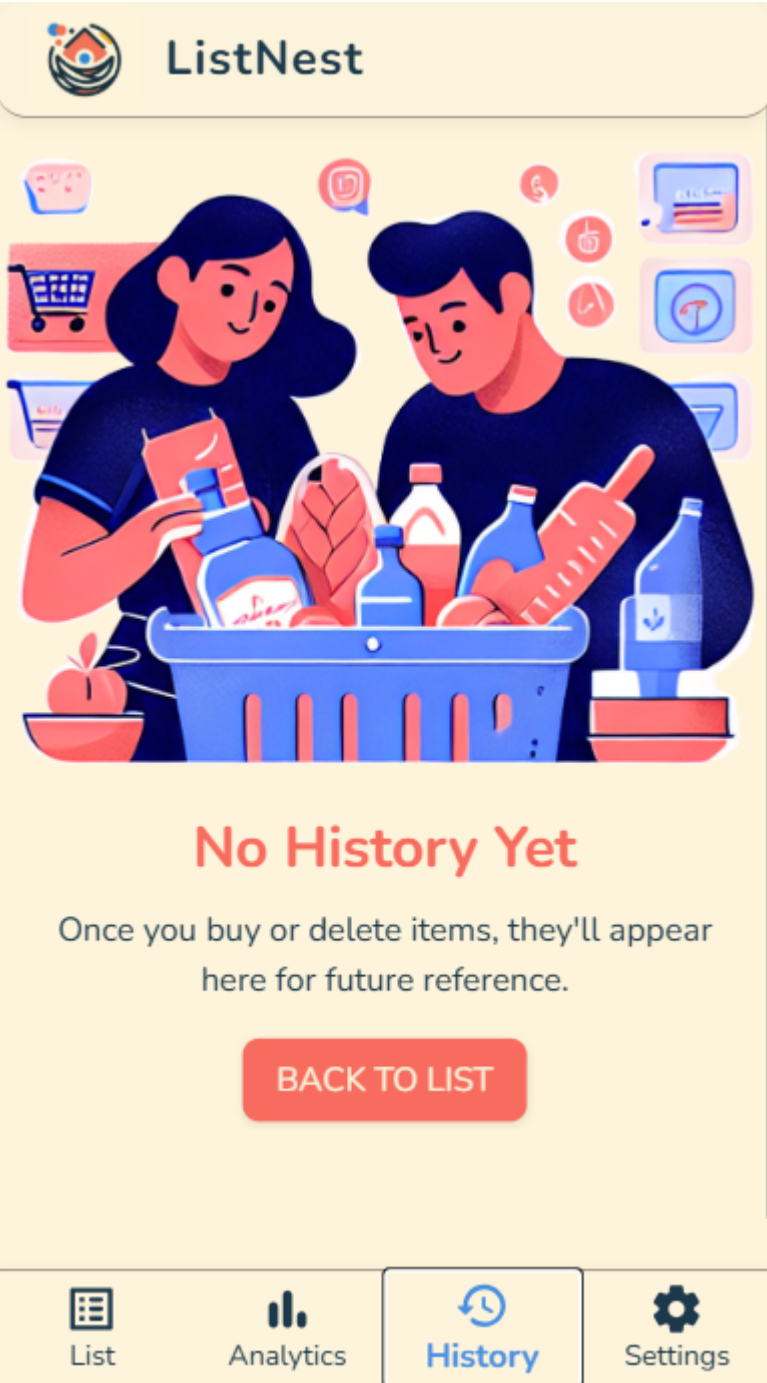 ListNest
No History Yet
Once you buy or delete items, they'll appear
here for future reference.
BACK TO LIST
List
Analytics
History
Settings